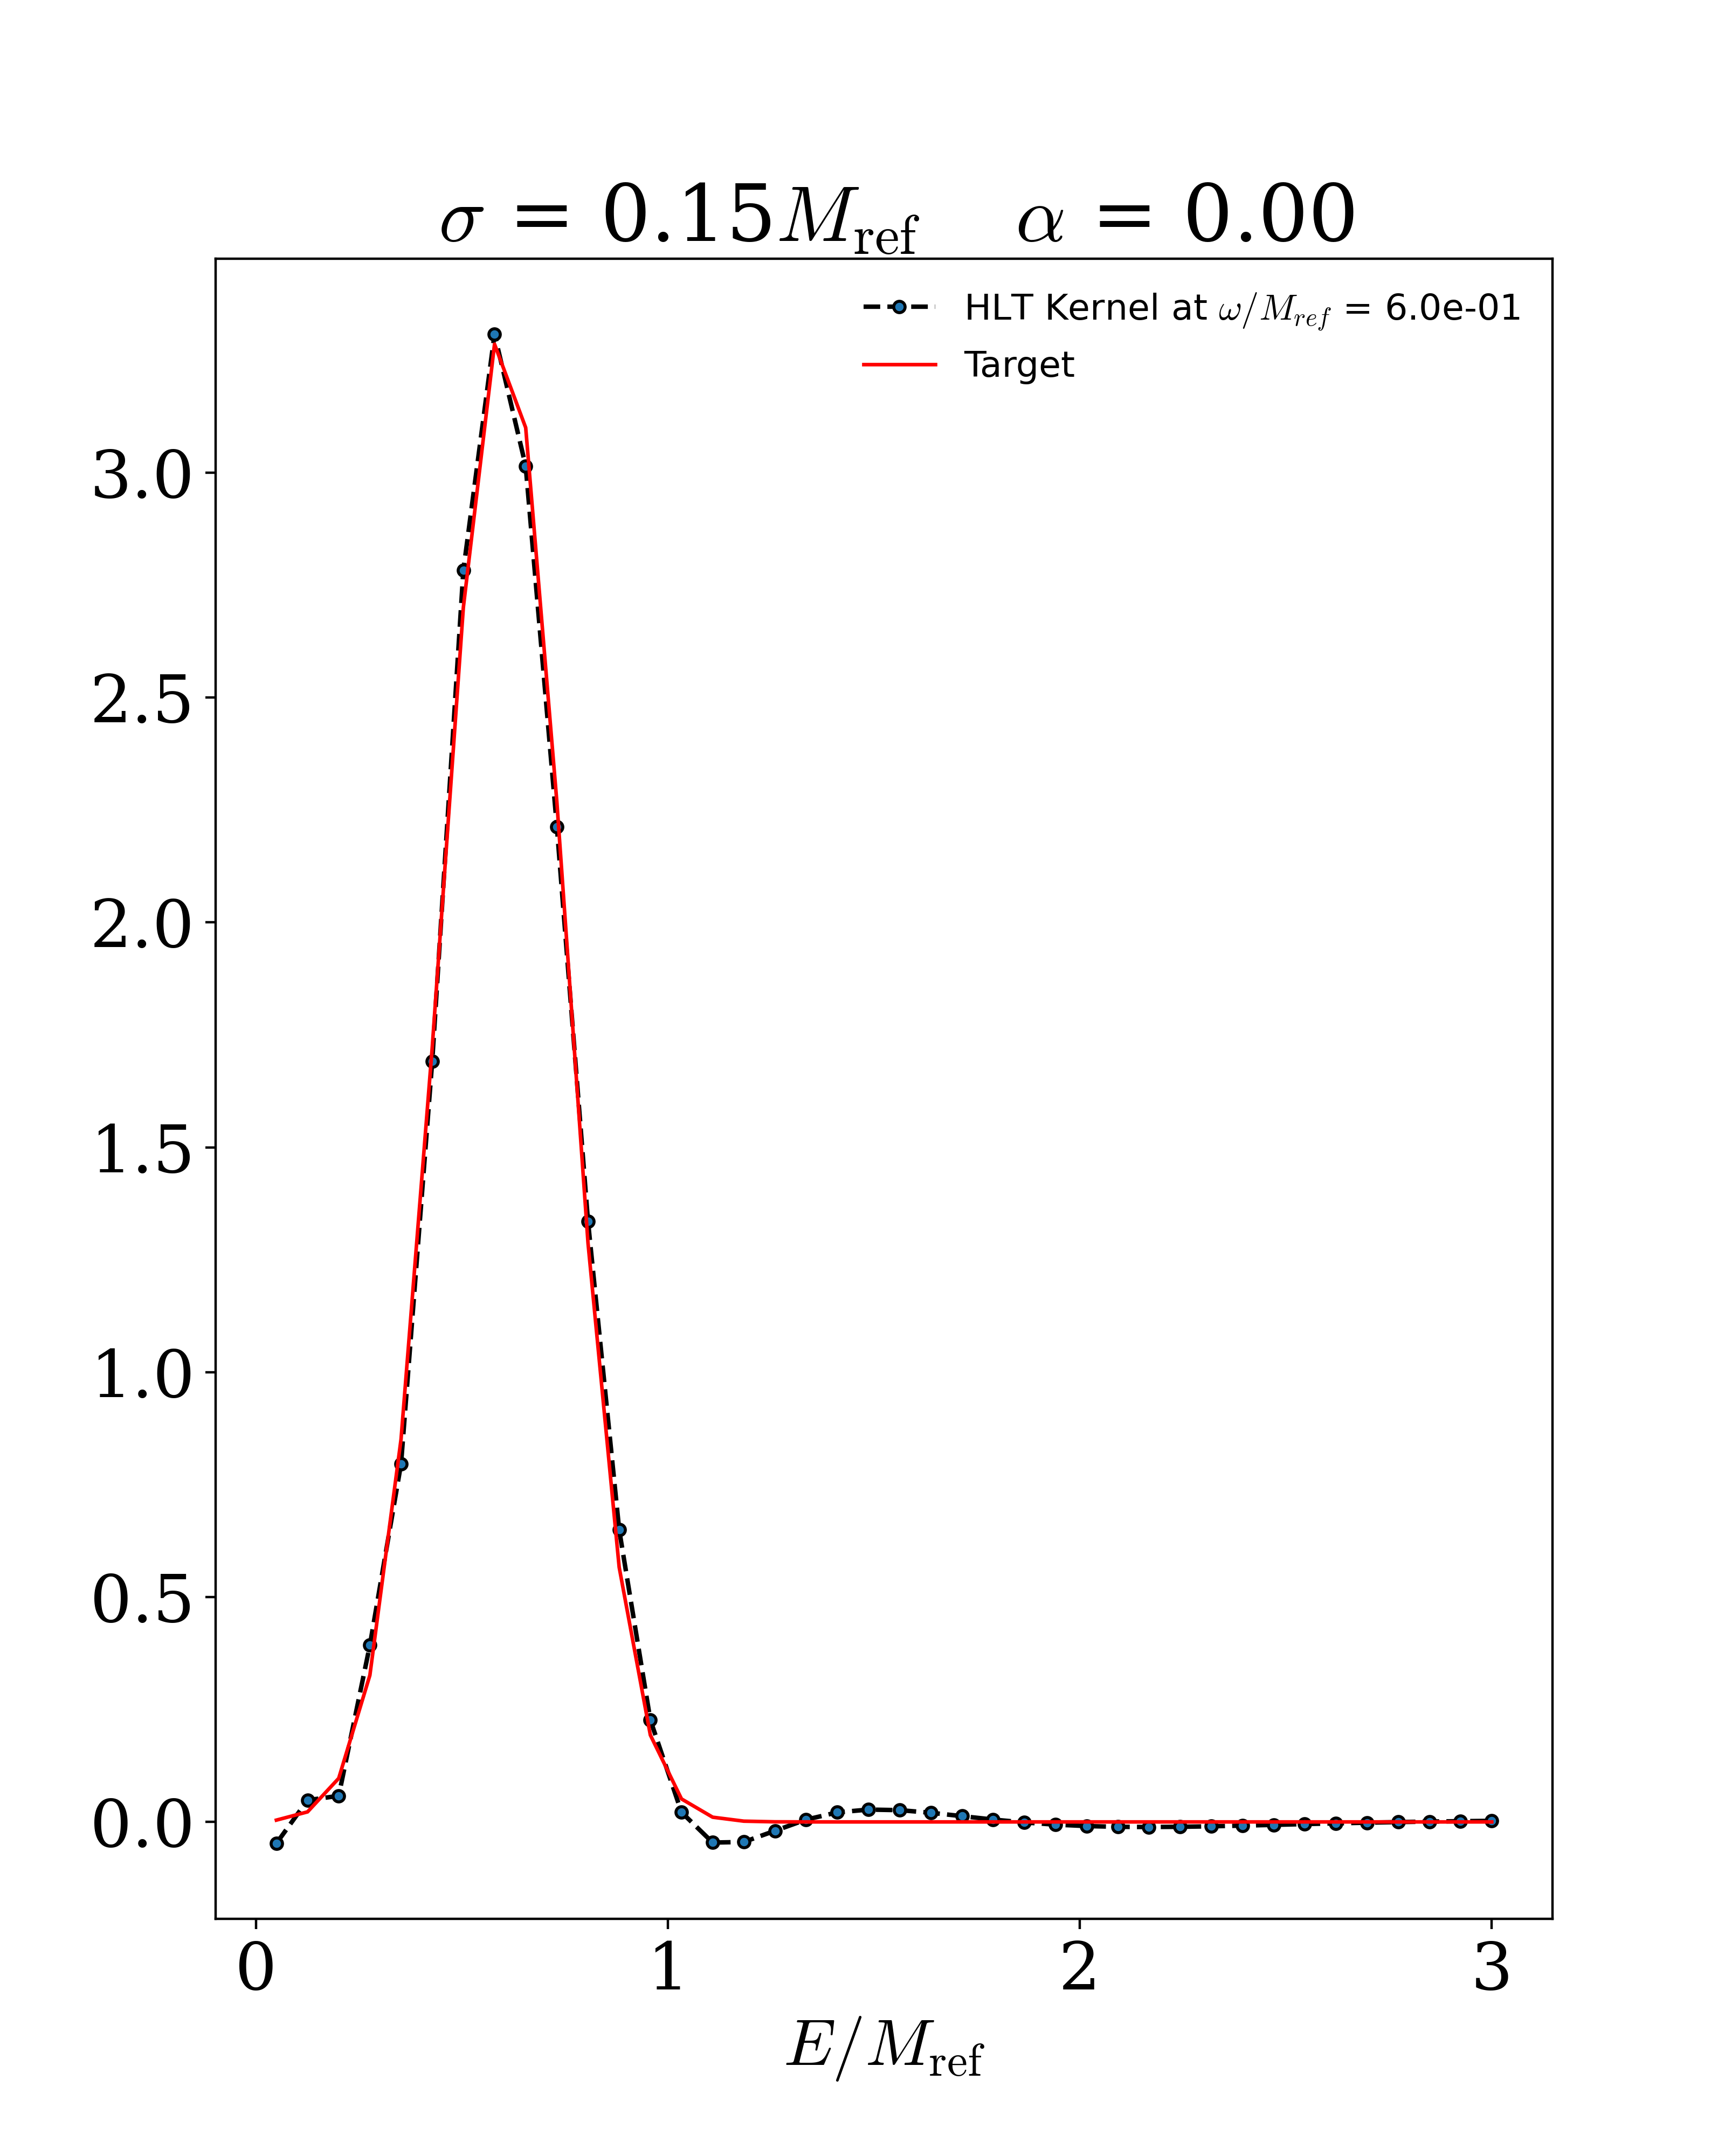 σ = 0.15M_ref α = 0.00
HLT Kernel at ω/M_ref = 6.0e-01
Target
3.0
2.5
2.0
1.5
1.0
0.5
0.0
0 1 2 3
E/M_ref